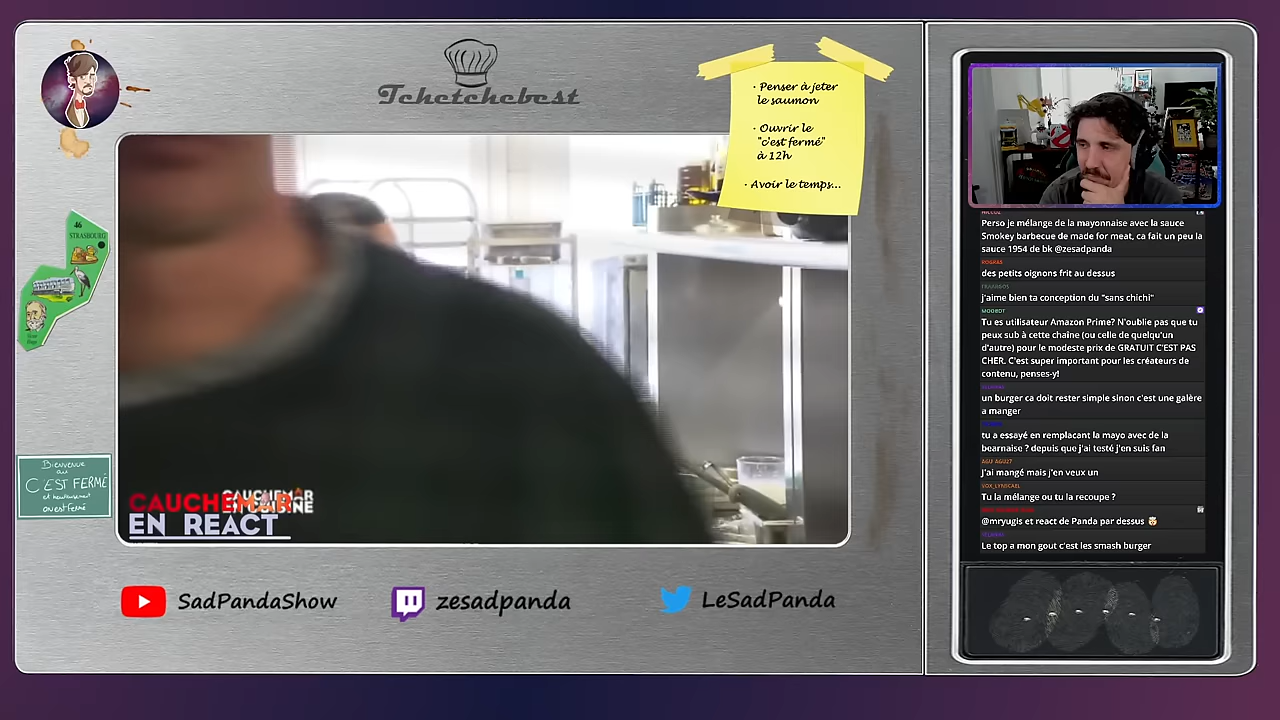 Tchetchebest
· Penser à jeter
le saumon
· Ouvrir le
"c'est fermé"
à 12h
· Avoir le temps...
46
STRASBOURG
Bienvenue
au
C'EST FERMÉ
et heureusement
on est fermé
CAUCHEMAR
EN REACT
SadPandaShow
zesadpanda
LeSadPanda
Perso je mélange de la mayonnaise avec la sauce
Smokey barbecue de made for meat, ca fait un peu la
sauce 1954 de bk @zesadpanda
des petits oignons frit au dessus
j'aime bien ta conception du "sans chichi"
MOOBOT
Tu es utilisateur Amazon Prime? N'oublie pas que tu
peux sub à cette chaîne (ou celle de quelqu'un
d'autre) pour le modeste prix de GRATUIT C'EST PAS
CHER. C'est super important pour les créateurs de
contenu, penses-y!
un burger ca doit rester simple sinon c'est une galère
a manger
tu a essayé en remplacant la mayo avec de la
bearnaise ? depuis que j'ai testé j'en suis fan
J'ai mangé mais j'en veux un
VOX_LYNSCAEL
Tu la mélange ou tu la recoupe ?
@mryugis et react de Panda par dessus 🤯
Le top a mon gout c'est les smash burger